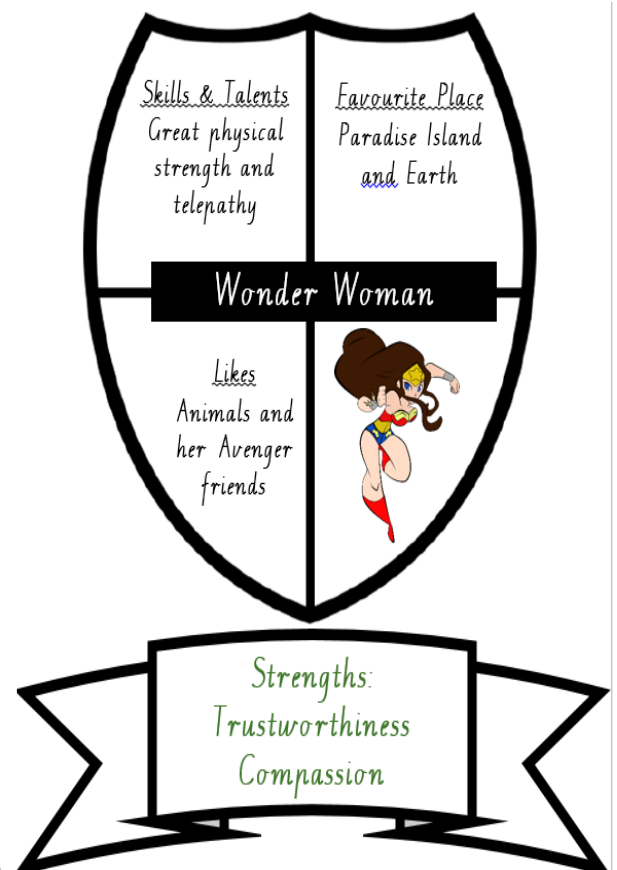 Skills & Talents
Great physical
strength and
telepathy
Favourite Place
Paradise Island
and Earth
Wonder Woman
Likes
Animals and
her Avenger
friends
Strengths:
Trustworthiness
Compassion